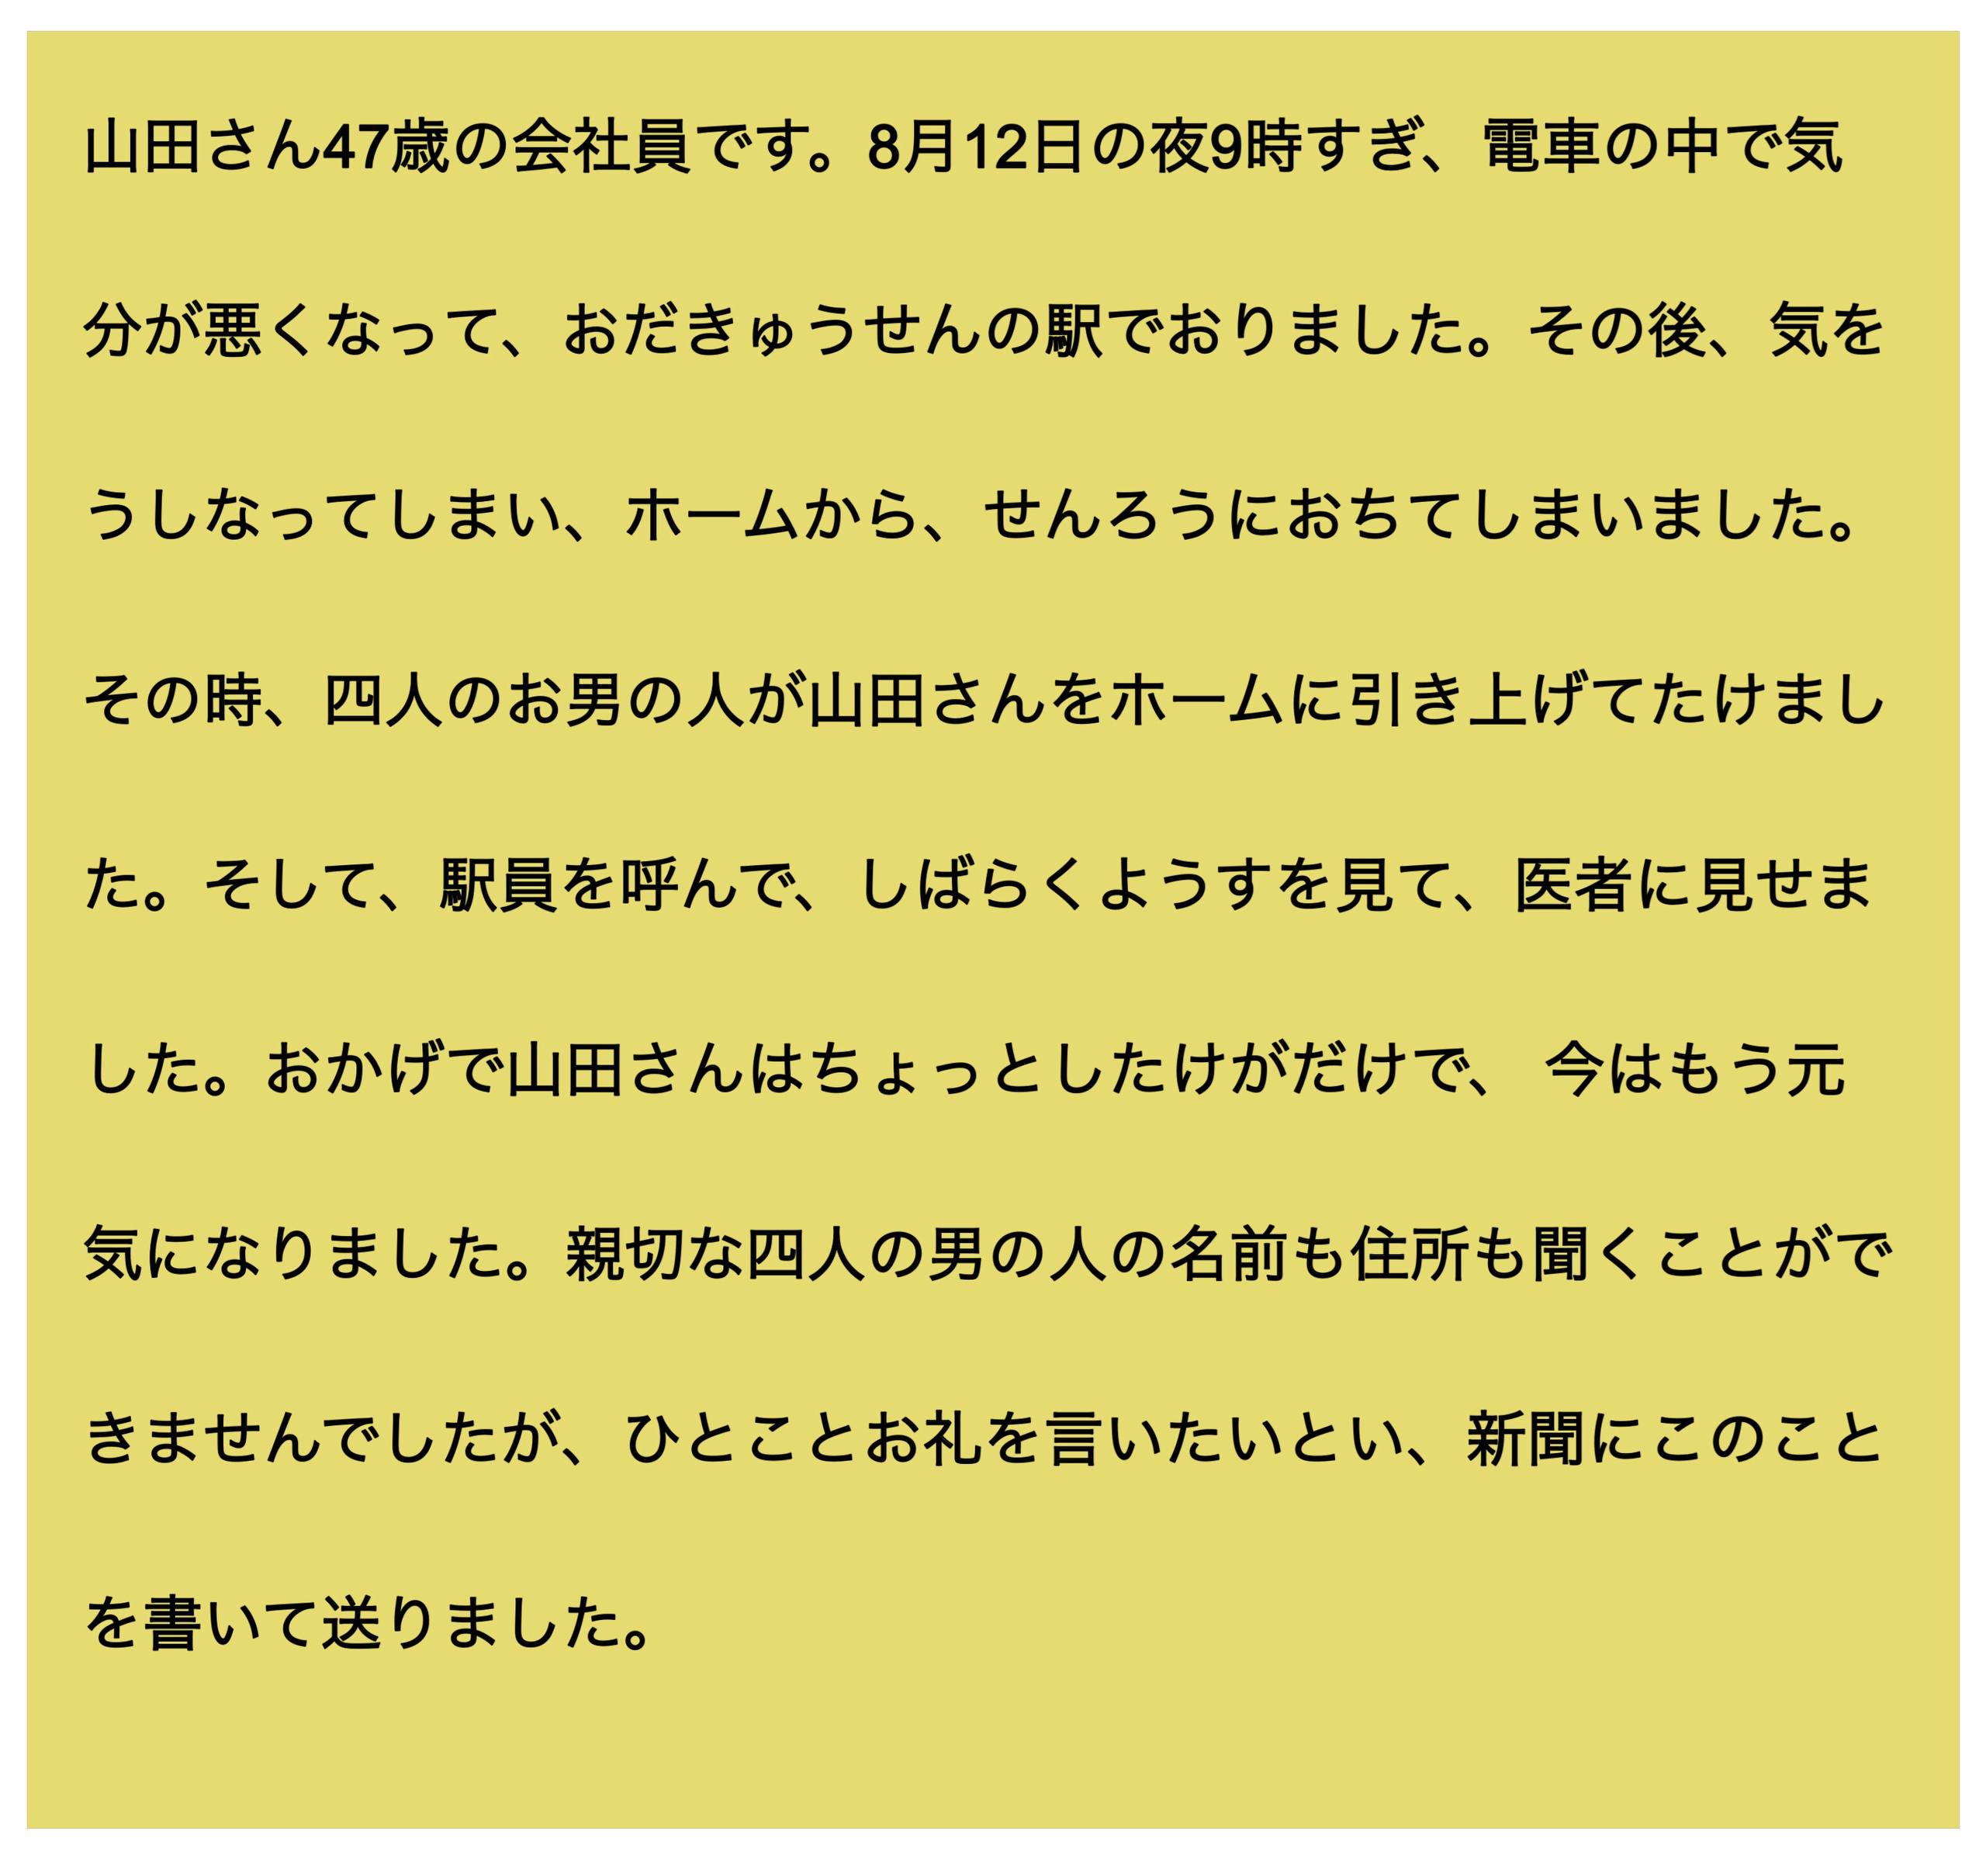 山田さん47歳の会社員です。8月12日の夜9時すぎ、電車の中で気
分が悪くなって、おだきゅうせんの駅でおりました。その後、気を
うしなってしまい、ホームから、せんろうにおちてしまいました。
その時、四人のお男の人が山田さんをホームに引き上げてたけまし
た。そして、駅員を呼んで、しばらくようすを見て、医者に見せま
した。おかげで山田さんはちょっとしたけがだけで、今はもう元
気になりました。親切な四人の男の人の名前も住所も聞くことがで
きませんでしたが、ひとことお礼を言いたいとい、新聞にこのこと
を書いて送りました。